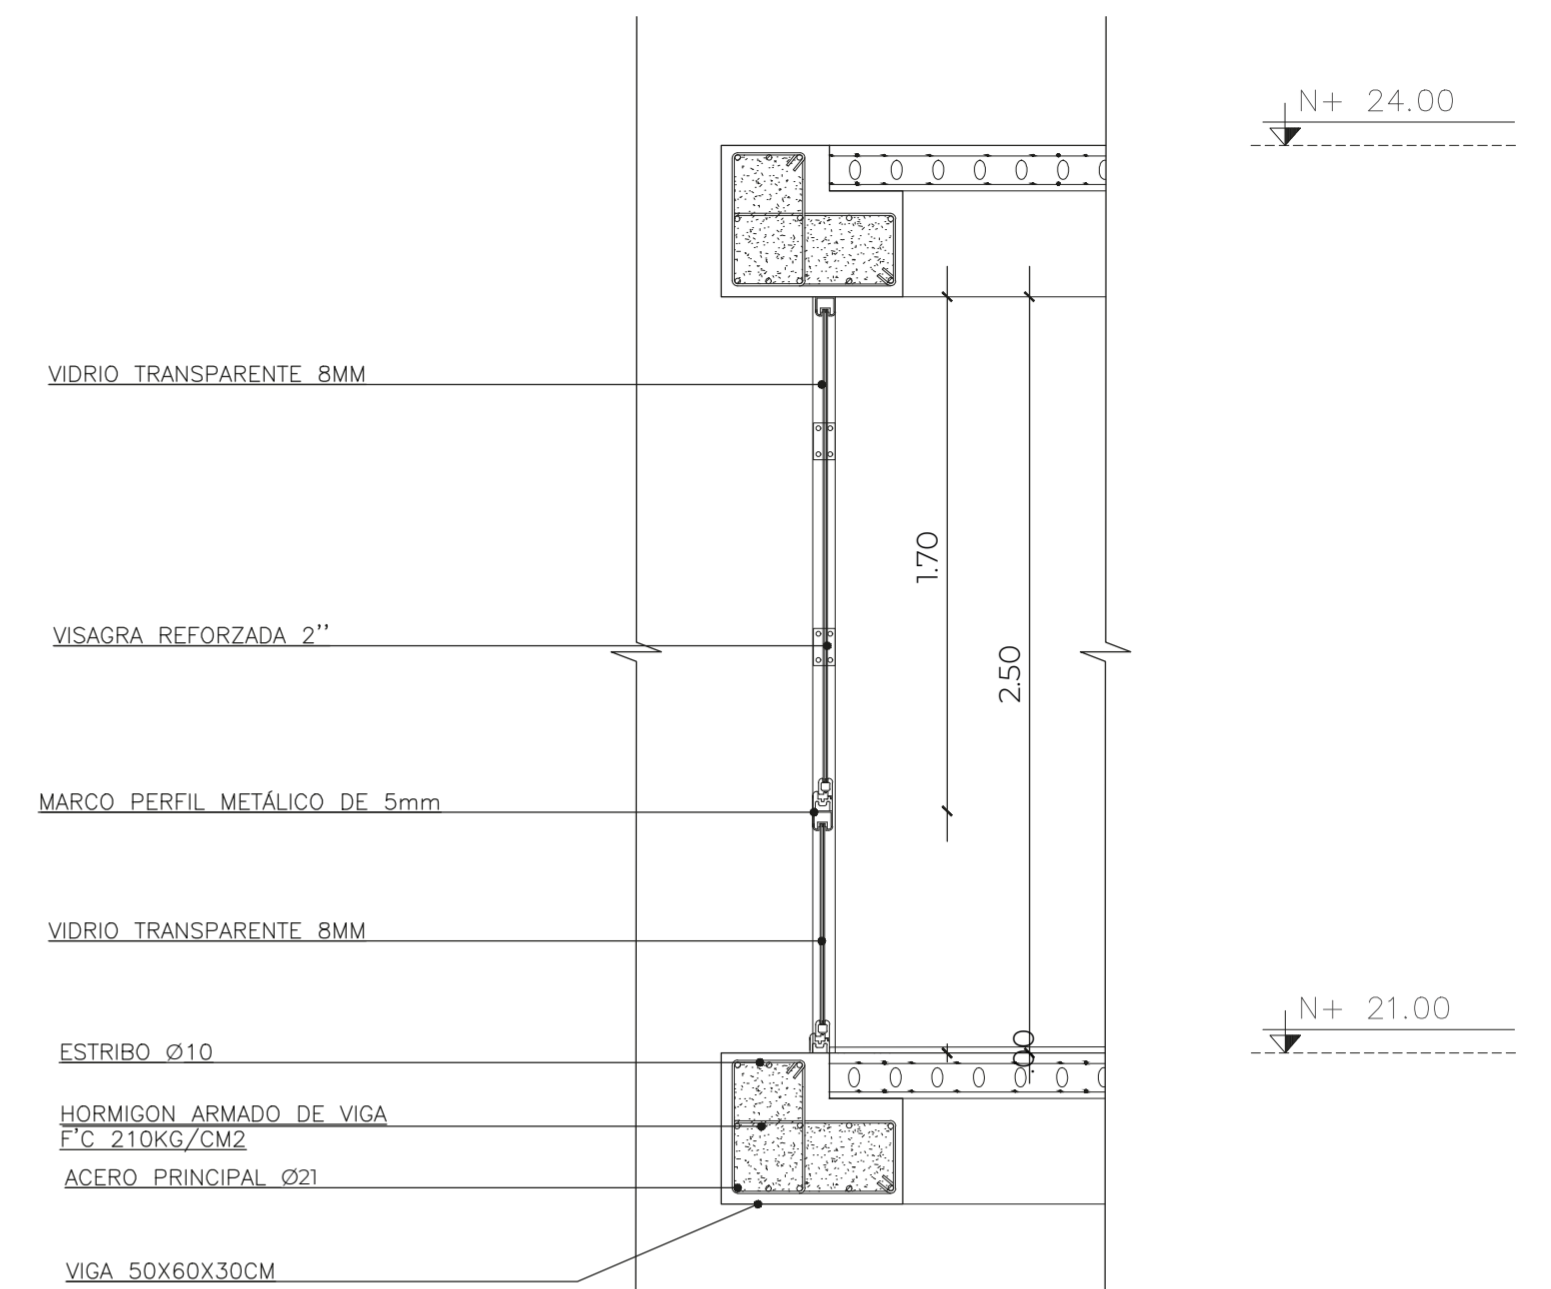 N+ 24.00
VIDRIO TRANSPARENTE 8MM
1.70
VISAGRA REFORZADA 2’’
2.50
MARCO PERFIL METÁLICO DE 5mm
VIDRIO TRANSPARENTE 8MM
N+ 21.00
ESTRIBO Ø10
.00
HORMIGON ARMADO DE VIGA
F’C 210KG/CM2
ACERO PRINCIPAL Ø21
VIGA 50X60X30CM